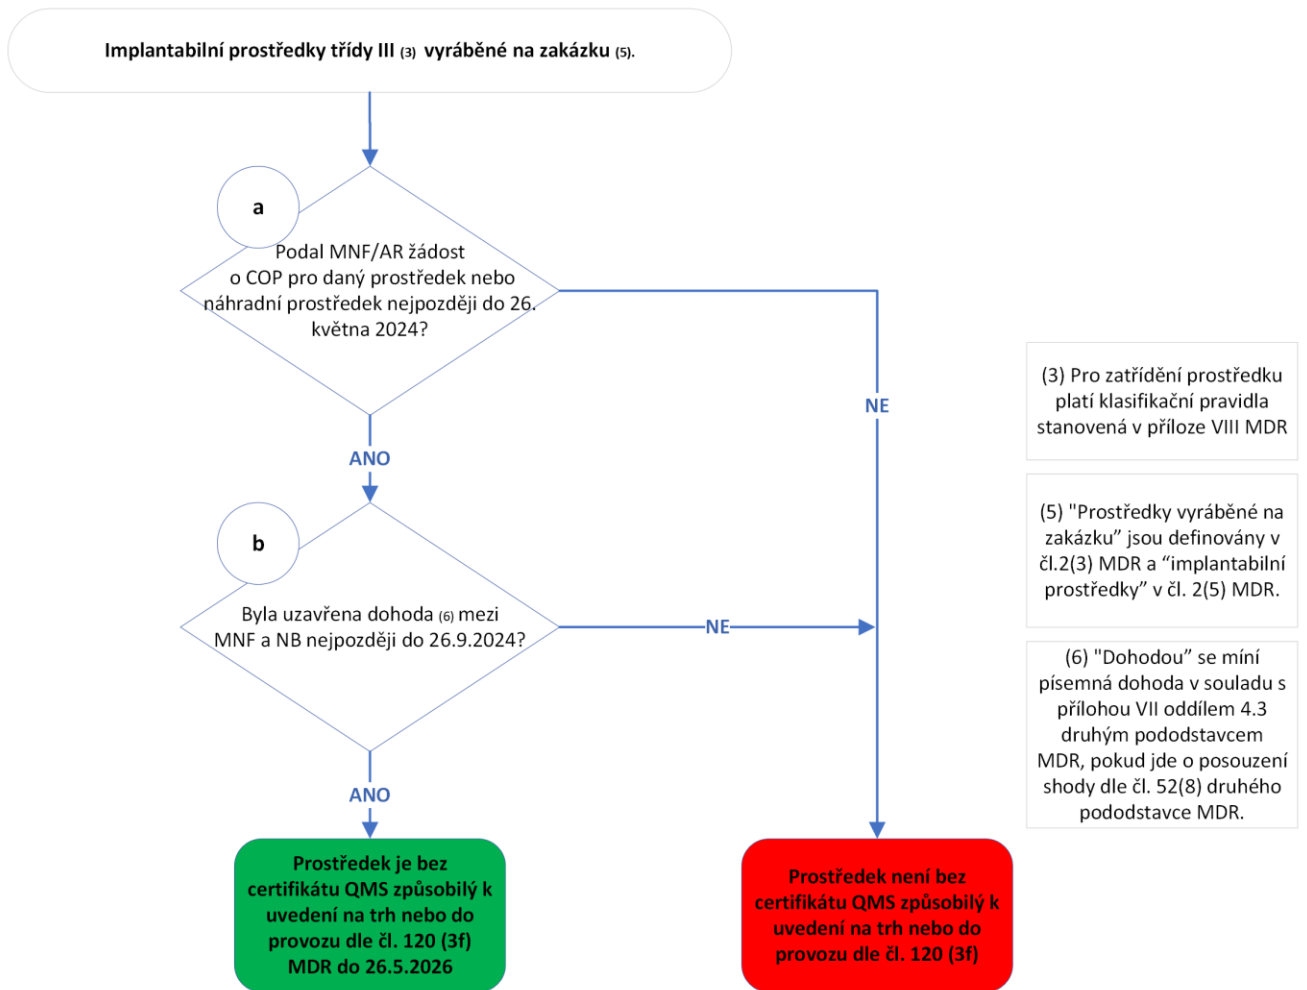 Implantabilní prostředky třídy III (3) vyráběné na zakázku (5).
a
Podal MNF/AR žádost
o COP pro daný prostředek nebo
náhradní prostředek nejpozději do 26.
května 2024?
NE
ANO
b
Byla uzavřena dohoda (6) mezi
MNF a NB nejpozději do 26.9.2024?
NE
ANO
Prostředek je bez
certifikátu QMS způsobilý k
uvedení na trh nebo do
provozu dle čl. 120 (3f)
MDR do 26.5.2026
Prostředek není bez
certifikátu QMS způsobilý k
uvedení na trh nebo do
provozu dle čl. 120 (3f)
(3) Pro zatřídění prostředku
platí klasifikační pravidla
stanovená v příloze VIII MDR
(5) "Prostředky vyráběné na
zakázku” jsou definovány v
čl.2(3) MDR a “implantabilní
prostředky” v čl. 2(5) MDR.
(6) "Dohodou” se míní
písemná dohoda v souladu s
přílohou VII oddílem 4.3
druhým pododstavcem
MDR, pokud jde o posouzení
shody dle čl. 52(8) druhého
pododstavce MDR.